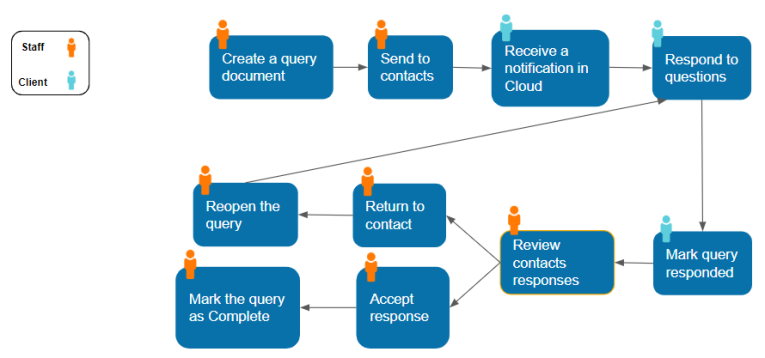 Staff
Client
Create a query
document
Send to
contacts
Receive a
notification in
Cloud
Respond to
questions
Reopen the
query
Return to
contact
Review
contacts
responses
Mark query
responded
Mark the query
as Complete
Accept
response